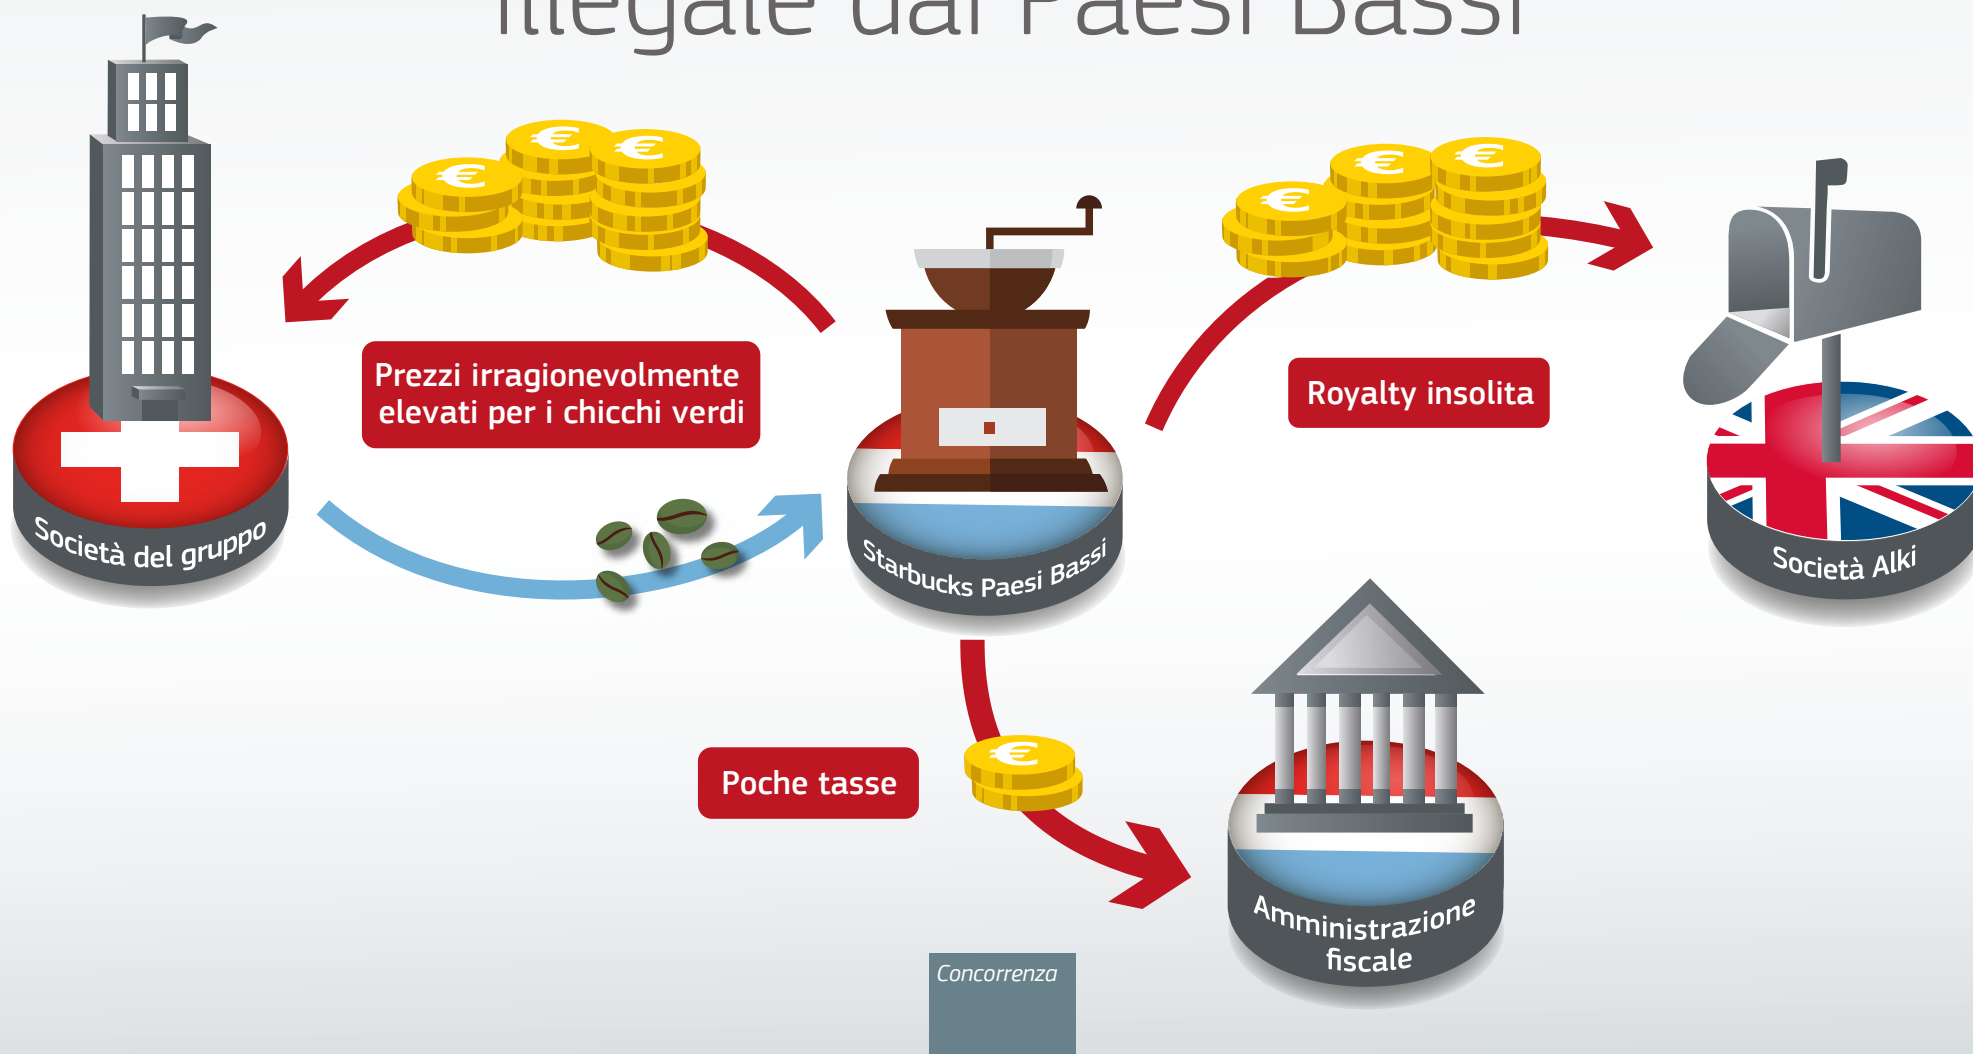 illegale dai Paesi Bassi
Prezzi irragionevolmente
elevati per i chicchi verdi
Royalty insolita
Società del gruppo
Starbucks Paesi Bassi
Società Alki
Poche tasse
Amministrazione
fiscale
Concorrenza